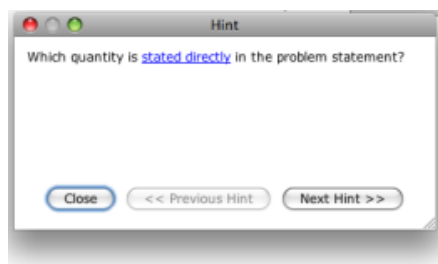 Hint
Which quantity is stated directly in the problem statement?
Close << Previous Hint Next Hint >>